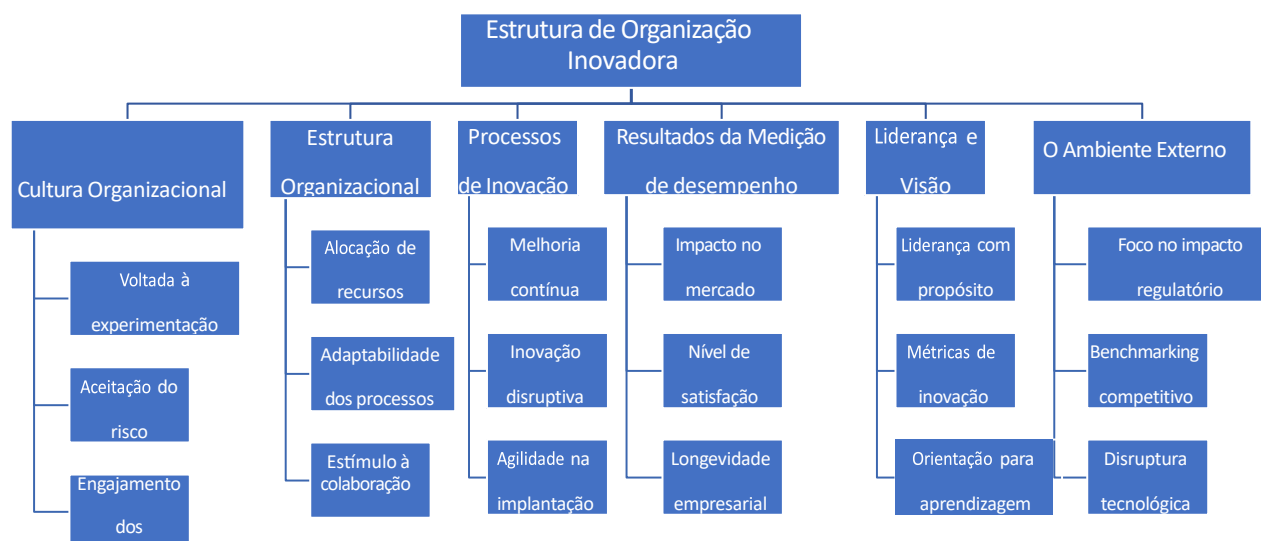 Estrutura de Organização
Inovadora
Cultura Organizacional
Voltada à
experimentação
Aceitação do
risco
Engajamento
dos
Estrutura
Organizacional
Alocação de
recursos
Adaptabilidade
dos processos
Estímulo à
colaboração
Processos
de Inovação
Melhoria
contínua
Inovação
disruptiva
Agilidade na
implantação
Resultados da Medição
de desempenho
Impacto no
mercado
Nível de
satisfação
Longevidade
empresarial
Liderança e
Visão
Liderança com
propósito
Métricas de
inovação
Orientação para
aprendizagem
O Ambiente Externo
Foco no impacto
regulatório
Benchmarking
competitivo
Disruptura
tecnológica